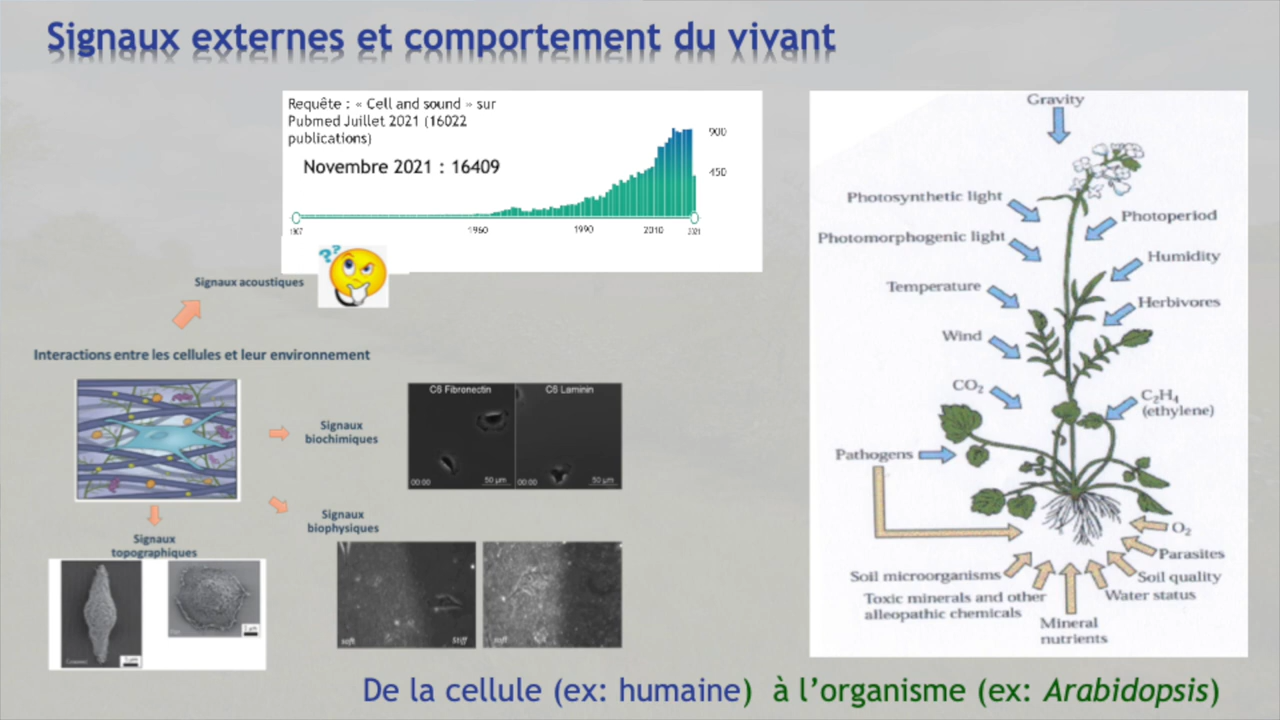 Signaux externes et comportement du vivant
Requête : « Cell and sound » sur
Pubmed Juillet 2021 (16022
publications)
Novembre 2021 : 16409
900
450
1960
1990
2010
2021
??
Signaux acoustiques
Interactions entre les cellules et leur environnement
Signaux
biochimiques
C6 Fibronectin
C6 Laminin
00:00
50 µm
00:00
50 µm
Signaux
biophysiques
Signaux
topographiques
soft
Stiff
soft
Gravity
Photosynthetic light
Photoperiod
Photomorphogenic light
Humidity
Temperature
Herbivores
Wind
CO₂
C₂H₄
(ethylene)
Pathogens
O₂
Parasites
Soil microorganisms
Soil quality
Toxic minerals and other
alleopathic chemicals
Water status
Mineral
nutrients
De la cellule (ex: humaine) à l'organisme (ex: Arabidopsis)